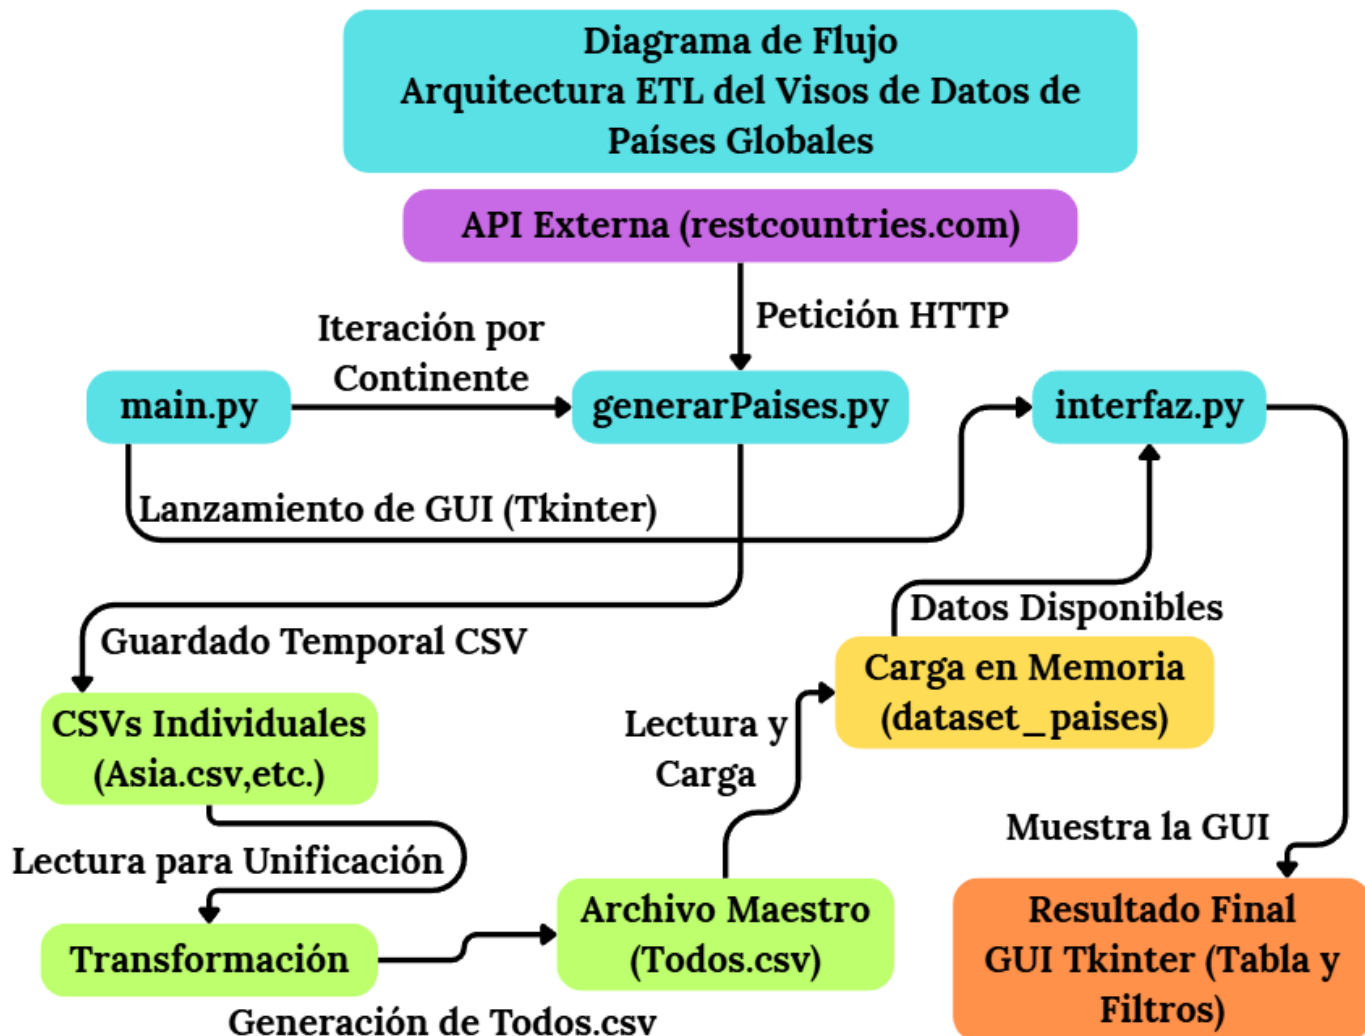 Diagrama de Flujo
Arquitectura ETL del Visos de Datos de
Países Globales
API Externa (restcountries.com)
Petición HTTP
Iteración por
Continente
main.py
generarPaises.py
interfaz.py
Lanzamiento de GUI (Tkinter)
Guardado Temporal CSV
Datos Disponibles
Carga en Memoria
(dataset_paises)
CSVs Individuales
(Asia.csv,etc.)
Lectura y
Carga
Lectura para Unificación
Muestra la GUI
Transformación
Archivo Maestro
(Todos.csv)
Generación de Todos.csv
Resultado Final
GUI Tkinter (Tabla y
Filtros)